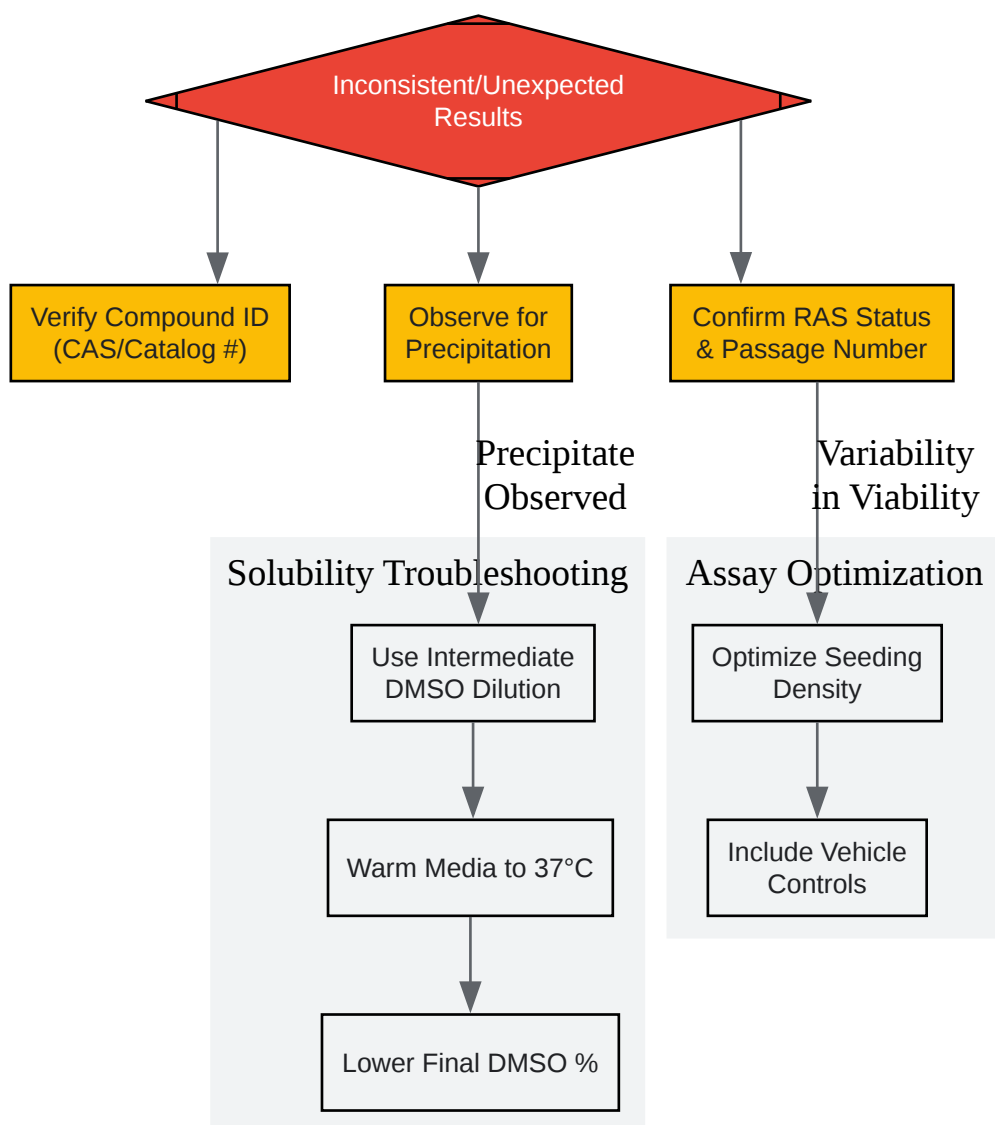 Inconsistent/Unexpected
Results
Verify Compound ID
(CAS/Catalog #)
Observe for
Precipitation
Confirm RAS Status
& Passage Number
Precipitate
Observed
Variability
in Viability
Solubility Troubleshooting
Assay Optimization
Use Intermediate
DMSO Dilution
Optimize Seeding
Density
Warm Media to 37°C
Include Vehicle
Controls
Lower Final DMSO %